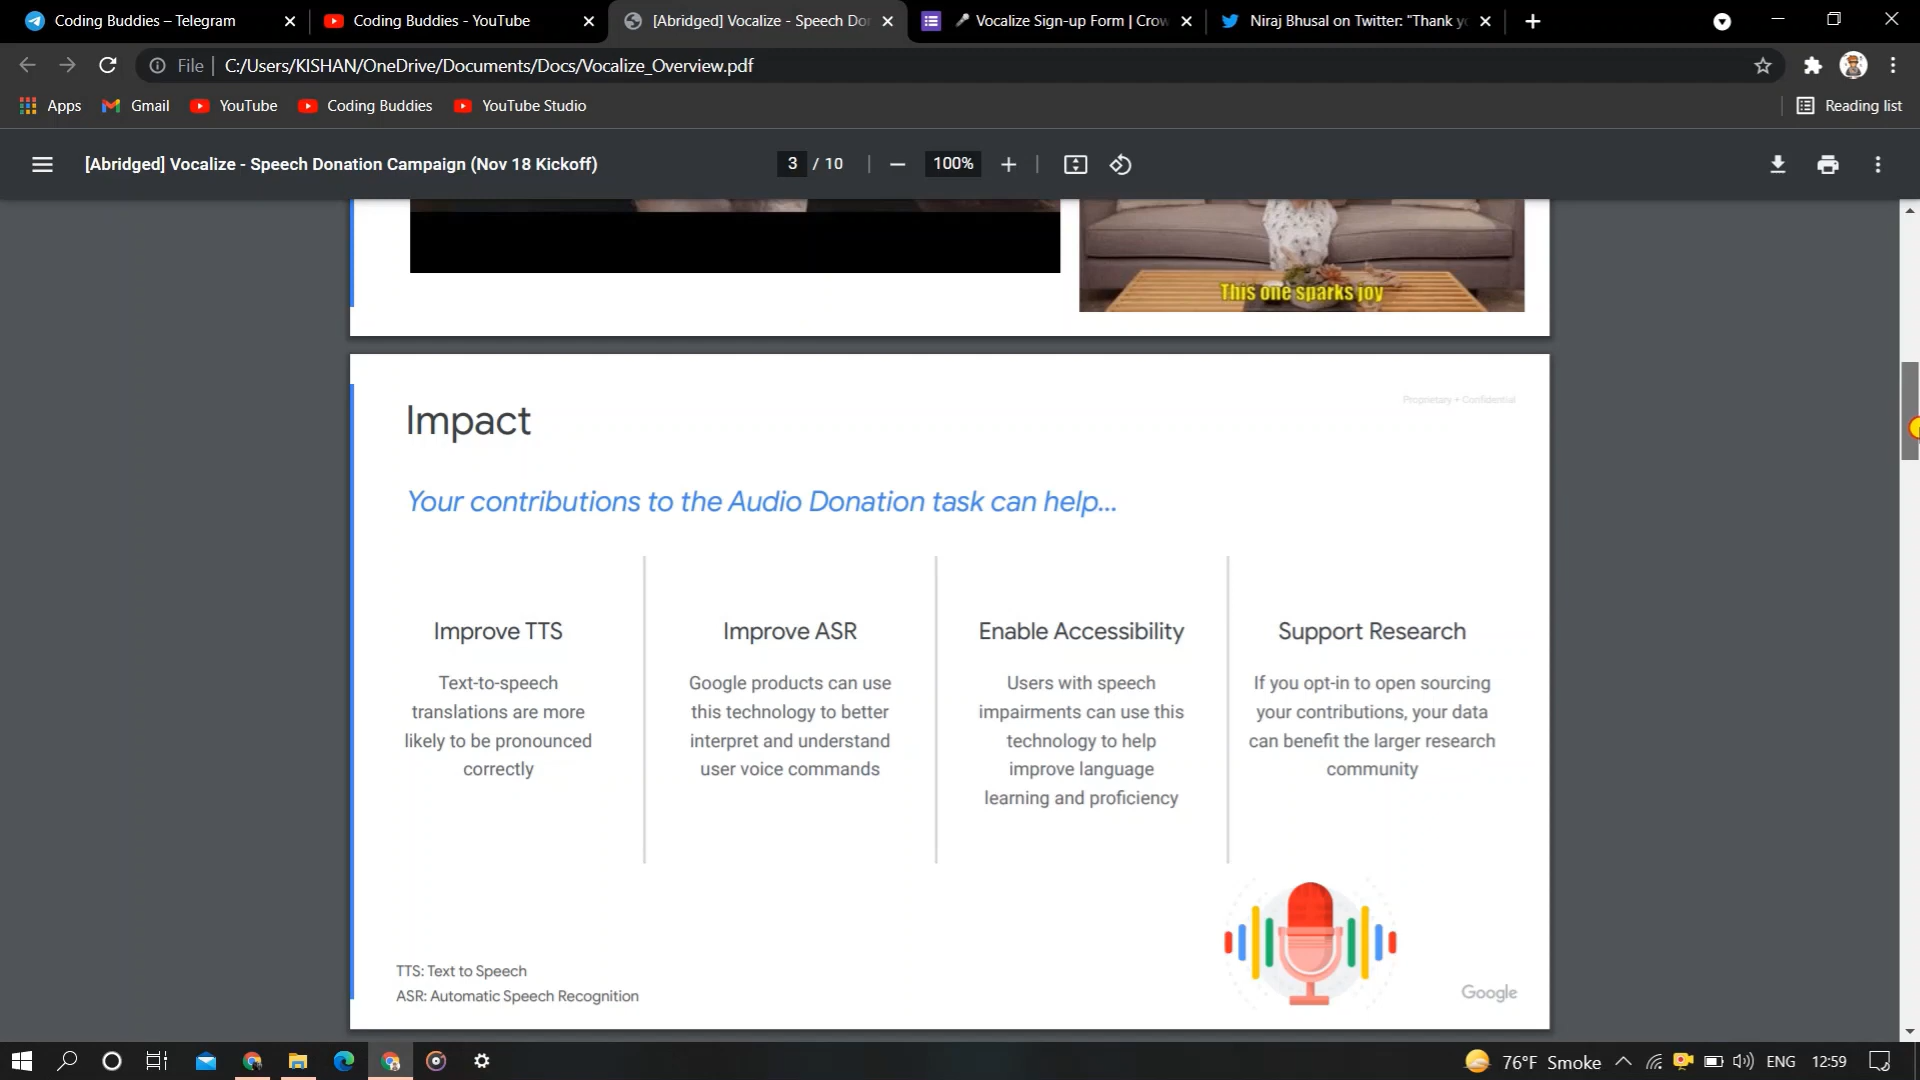 Coding Buddies – Telegram
Coding Buddies - YouTube
[Abridged] Vocalize - Speech Do
Vocalize Sign-up Form | Crow
Niraj Bhusal on Twitter: "Thank y
File
C:/Users/KISHAN/OneDrive/Documents/Docs/Vocalize_Overview.pdf
Apps
Gmail
YouTube
Coding Buddies
YouTube Studio
Reading list
[Abridged] Vocalize - Speech Donation Campaign (Nov 18 Kickoff)
3 / 10
100%
This one sparks joy
Proprietary + Confidential
Impact
Your contributions to the Audio Donation task can help...
Improve TTS
Text-to-speech
translations are more
likely to be pronounced
correctly
Improve ASR
Google products can use
this technology to better
interpret and understand
user voice commands
Enable Accessibility
Users with speech
impairments can use this
technology to help
improve language
learning and proficiency
Support Research
If you opt-in to open sourcing
your contributions, your data
can benefit the larger research
community
TTS: Text to Speech
ASR: Automatic Speech Recognition
Google
76°F Smoke
ENG
12:59